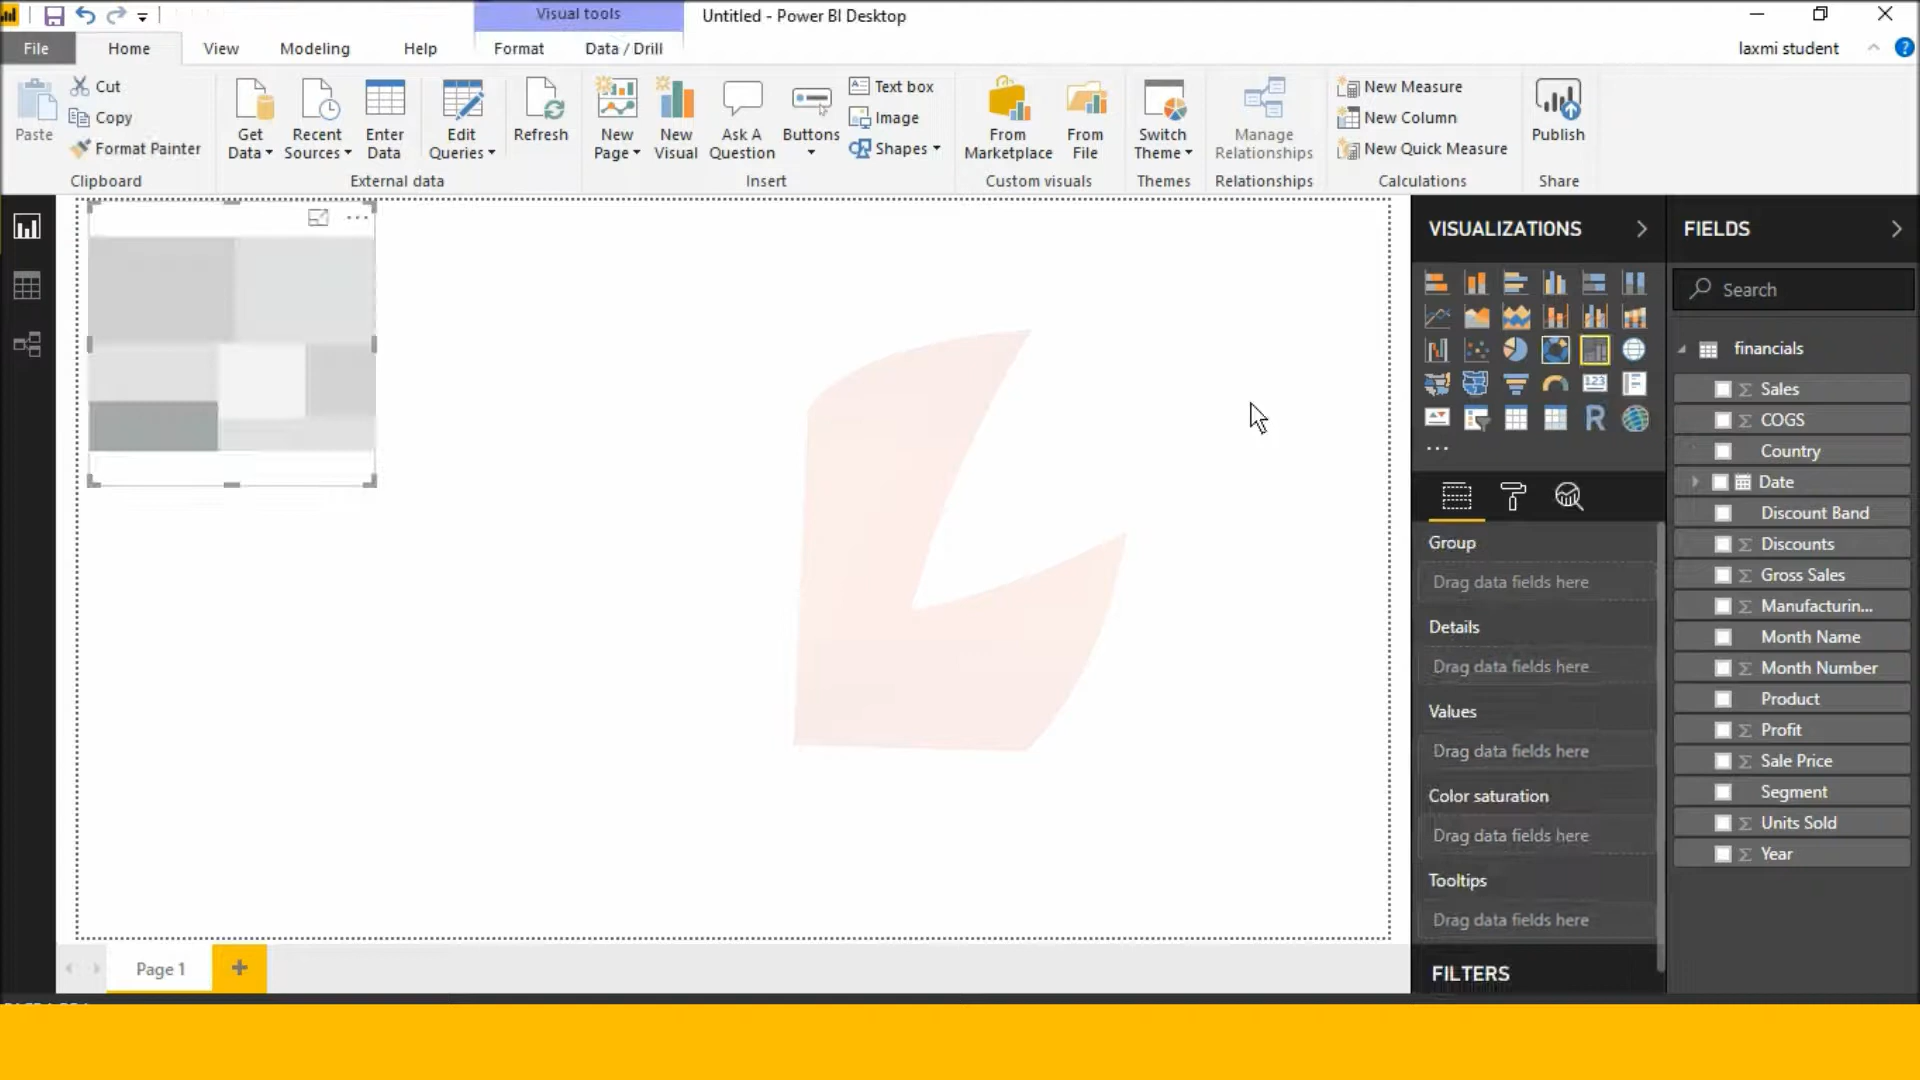 Visual tools
Untitled - Power BI Desktop
File Home View Modeling Help Format Data / Drill
laxmi student
Paste
Cut
Copy
Format Painter
Clipboard
Get Data
Recent Sources
Enter Data
Edit Queries
Refresh
External data
New Page
New Visual
Ask A Question
Buttons
Text box
Image
Shapes
Insert
From Marketplace
From File
Custom visuals
Switch Theme
Themes
Manage Relationships
Relationships
New Measure
New Column
New Quick Measure
Calculations
Publish
Share
VISUALIZATIONS
123
R
Group
Drag data fields here
Details
Drag data fields here
Values
Drag data fields here
Color saturation
Drag data fields here
Tooltips
Drag data fields here
FILTERS
FIELDS
Search
financials
Sales
COGS
Country
Date
Discount Band
Discounts
Gross Sales
Manufacturin...
Month Name
Month Number
Product
Profit
Sale Price
Segment
Units Sold
Year
Page 1